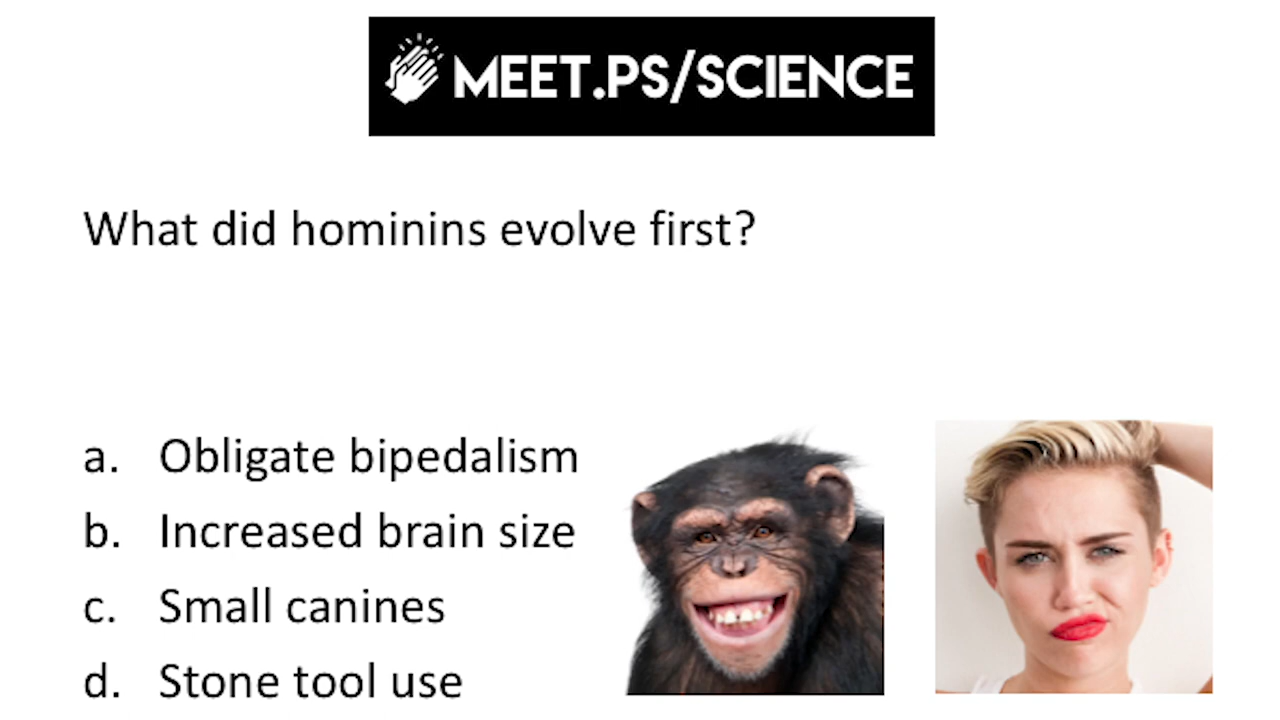 MEET.PS/SCIENCE
What did hominins evolve first?
a. Obligate bipedalism
b. Increased brain size
c. Small canines
d. Stone tool use